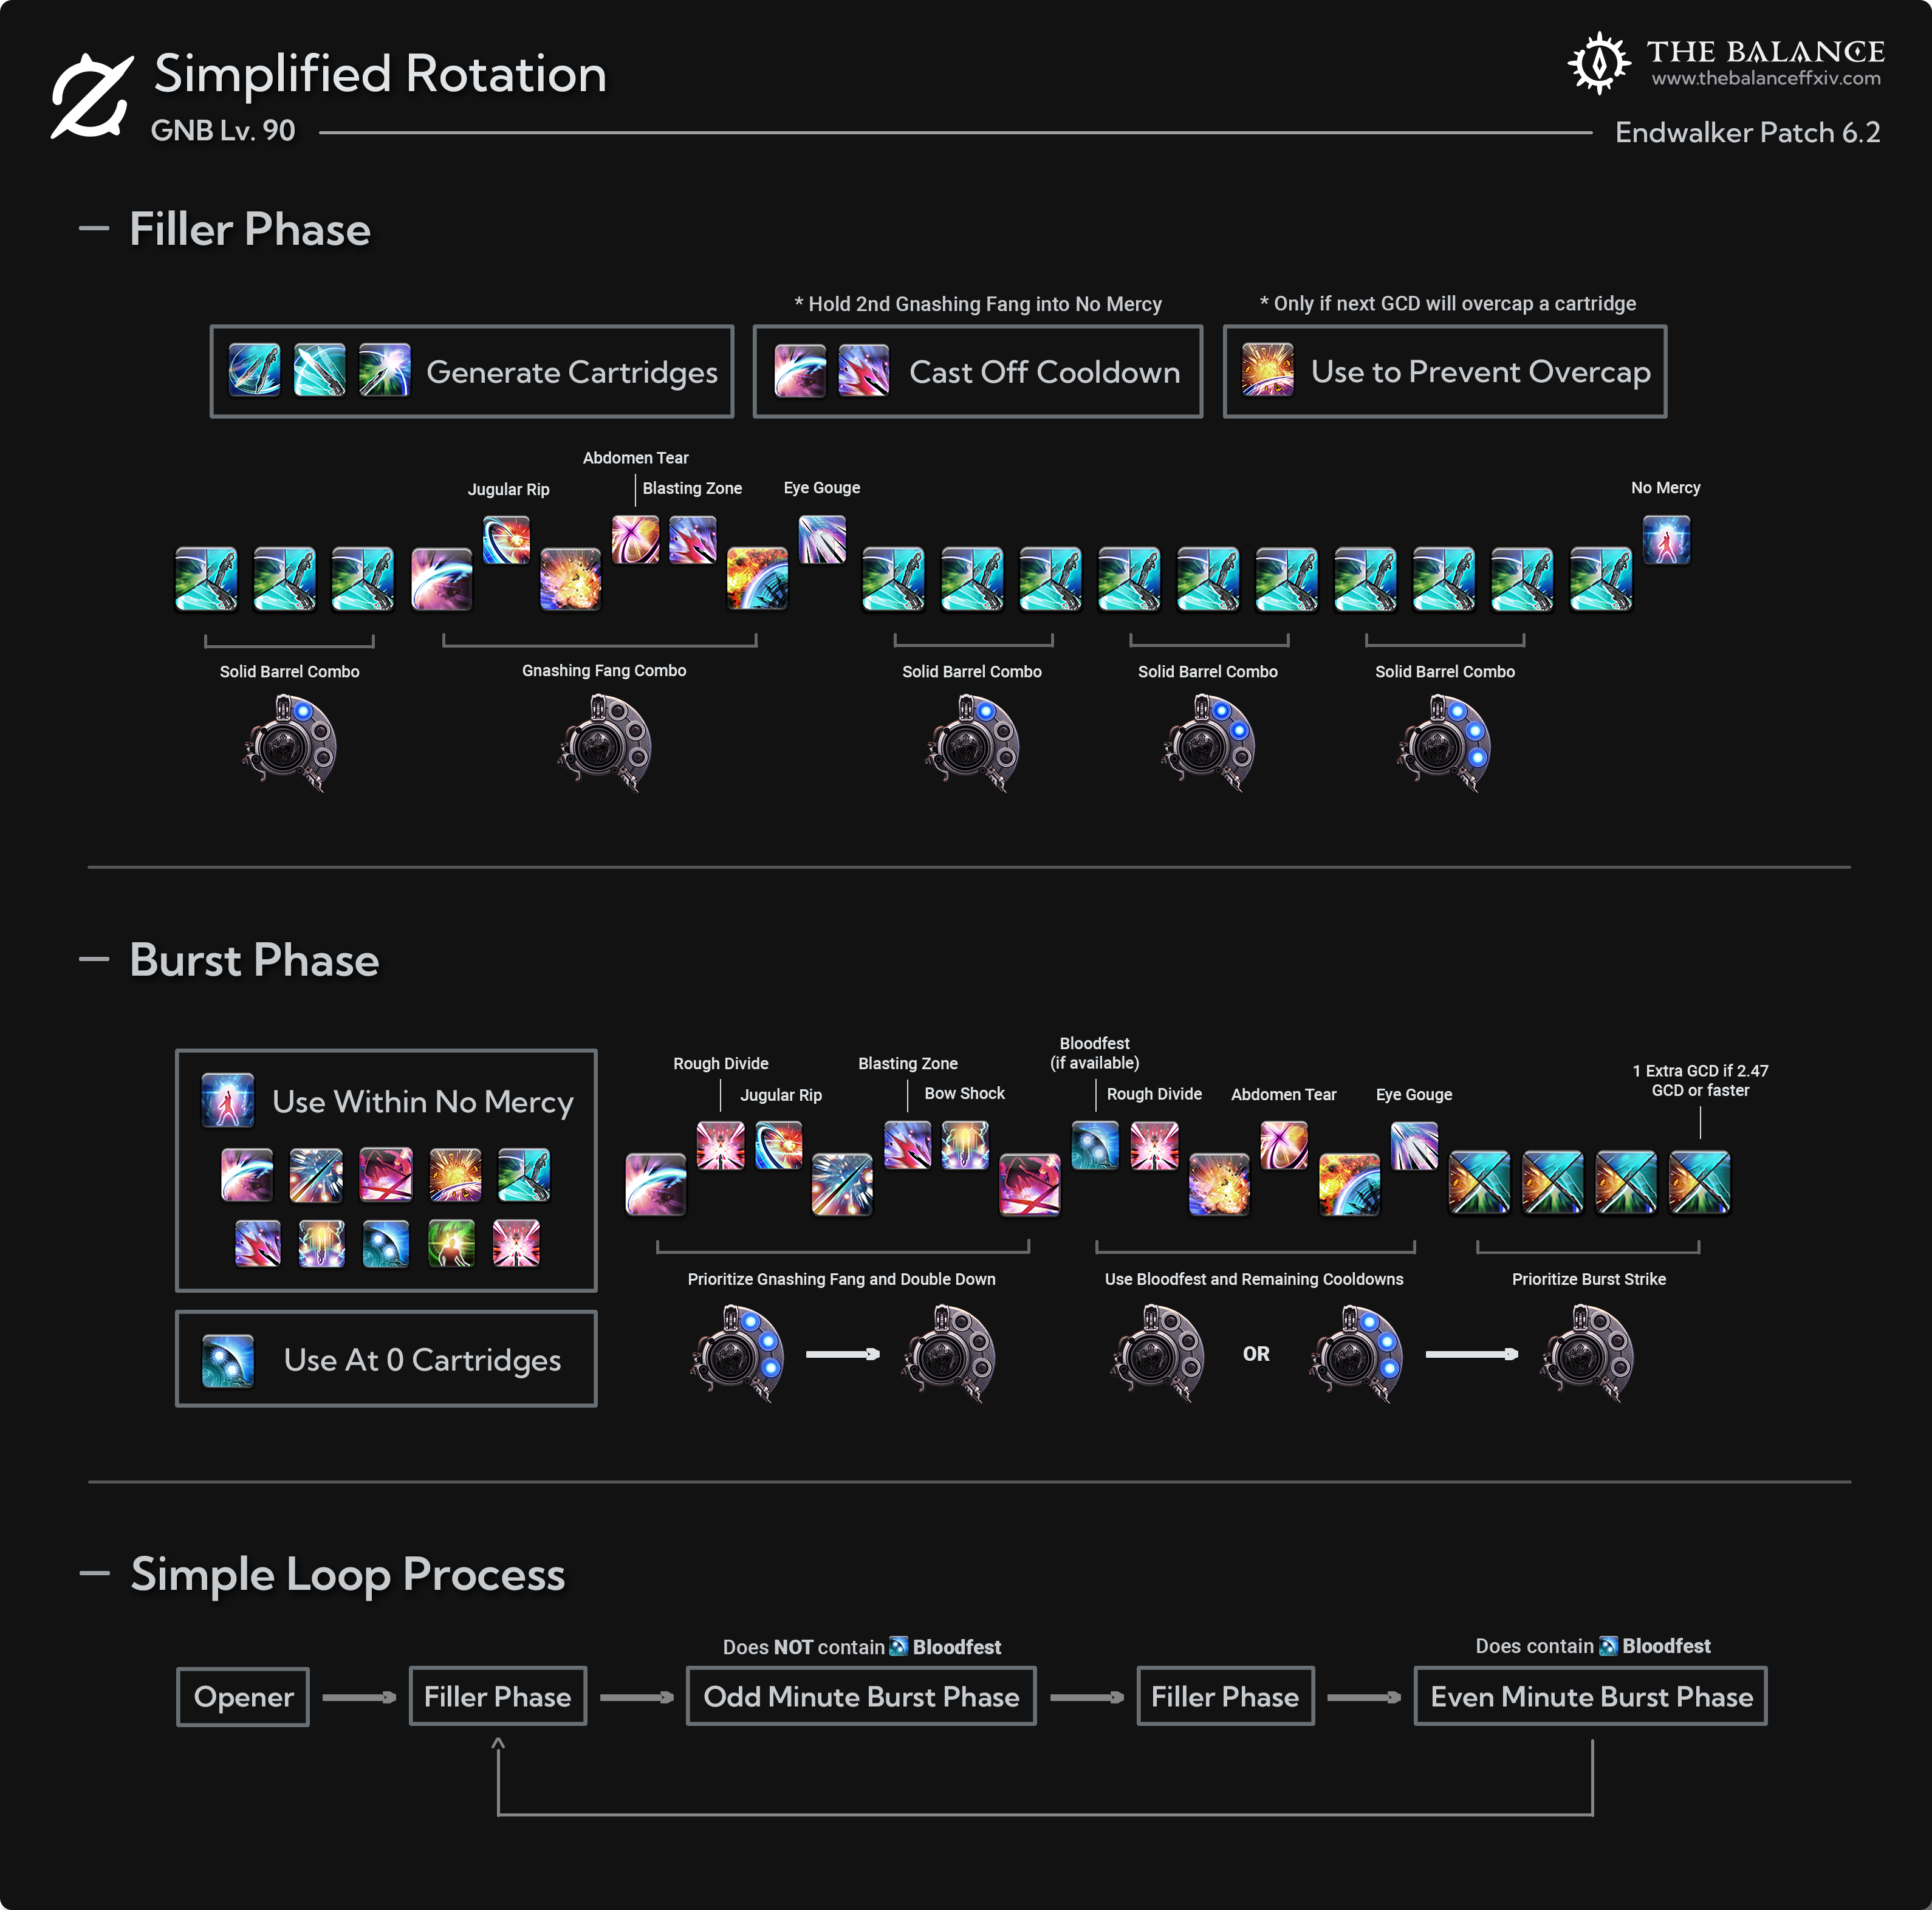 Simplified Rotation
GNB Lv. 90
THE BALANCE
www.thebalanceffxiv.com
Endwalker Patch 6.2
Filler Phase
Generate Cartridges
* Hold 2nd Gnashing Fang into No Mercy
Cast Off Cooldown
* Only if next GCD will overcap a cartridge
Use to Prevent Overcap
Jugular Rip
Abdomen Tear
Blasting Zone
Eye Gouge
No Mercy
Solid Barrel Combo
Gnashing Fang Combo
Solid Barrel Combo
Solid Barrel Combo
Solid Barrel Combo
Burst Phase
Use Within No Mercy
Use At 0 Cartridges
Rough Divide
Jugular Rip
Blasting Zone
Bow Shock
Bloodfest
(if available)
Rough Divide
Abdomen Tear
Eye Gouge
1 Extra GCD if 2.47
GCD or faster
Prioritize Gnashing Fang and Double Down
Use Bloodfest and Remaining Cooldowns
Prioritize Burst Strike
OR
Simple Loop Process
Does NOT contain Bloodfest
Does contain Bloodfest
Opener
Filler Phase
Odd Minute Burst Phase
Filler Phase
Even Minute Burst Phase